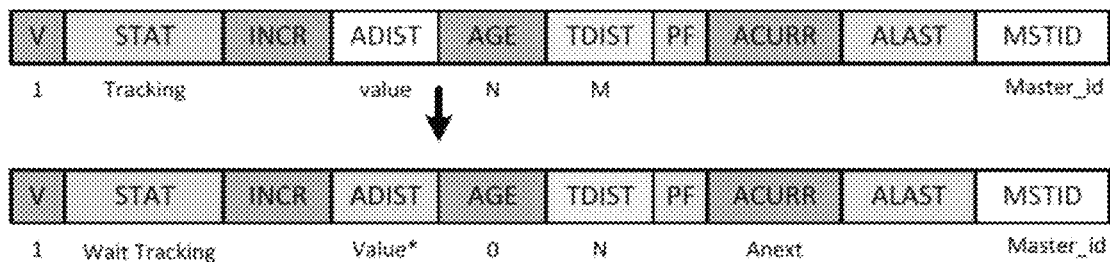 V STAT INCR ADIST AGE TDIST PF ACURR ALAST MSTID
1 Tracking value N M Master_id
V STAT INCR ADIST AGE TDIST PF ACURR ALAST MSTID
1 Wait Tracking Value* 0 N Anext Master_id